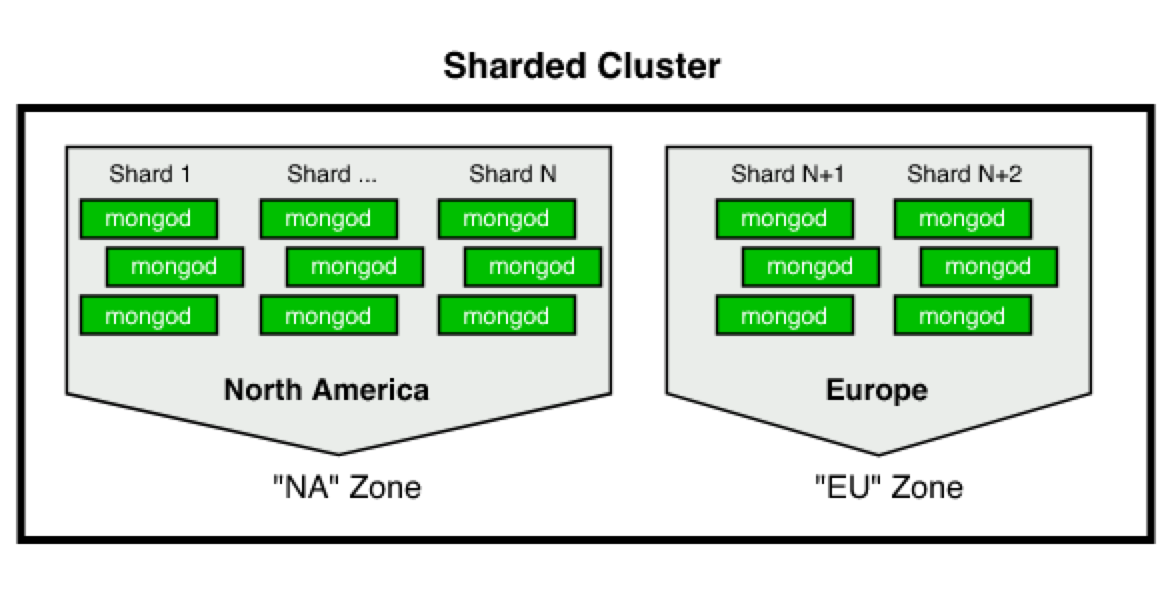 Sharded Cluster
Shard 1
Shard ...
Shard N
mongod
mongod
mongod
mongod
mongod
mongod
mongod
mongod
mongod
North America
"NA" Zone
Shard N+1
Shard N+2
mongod
mongod
mongod
mongod
mongod
mongod
Europe
"EU" Zone